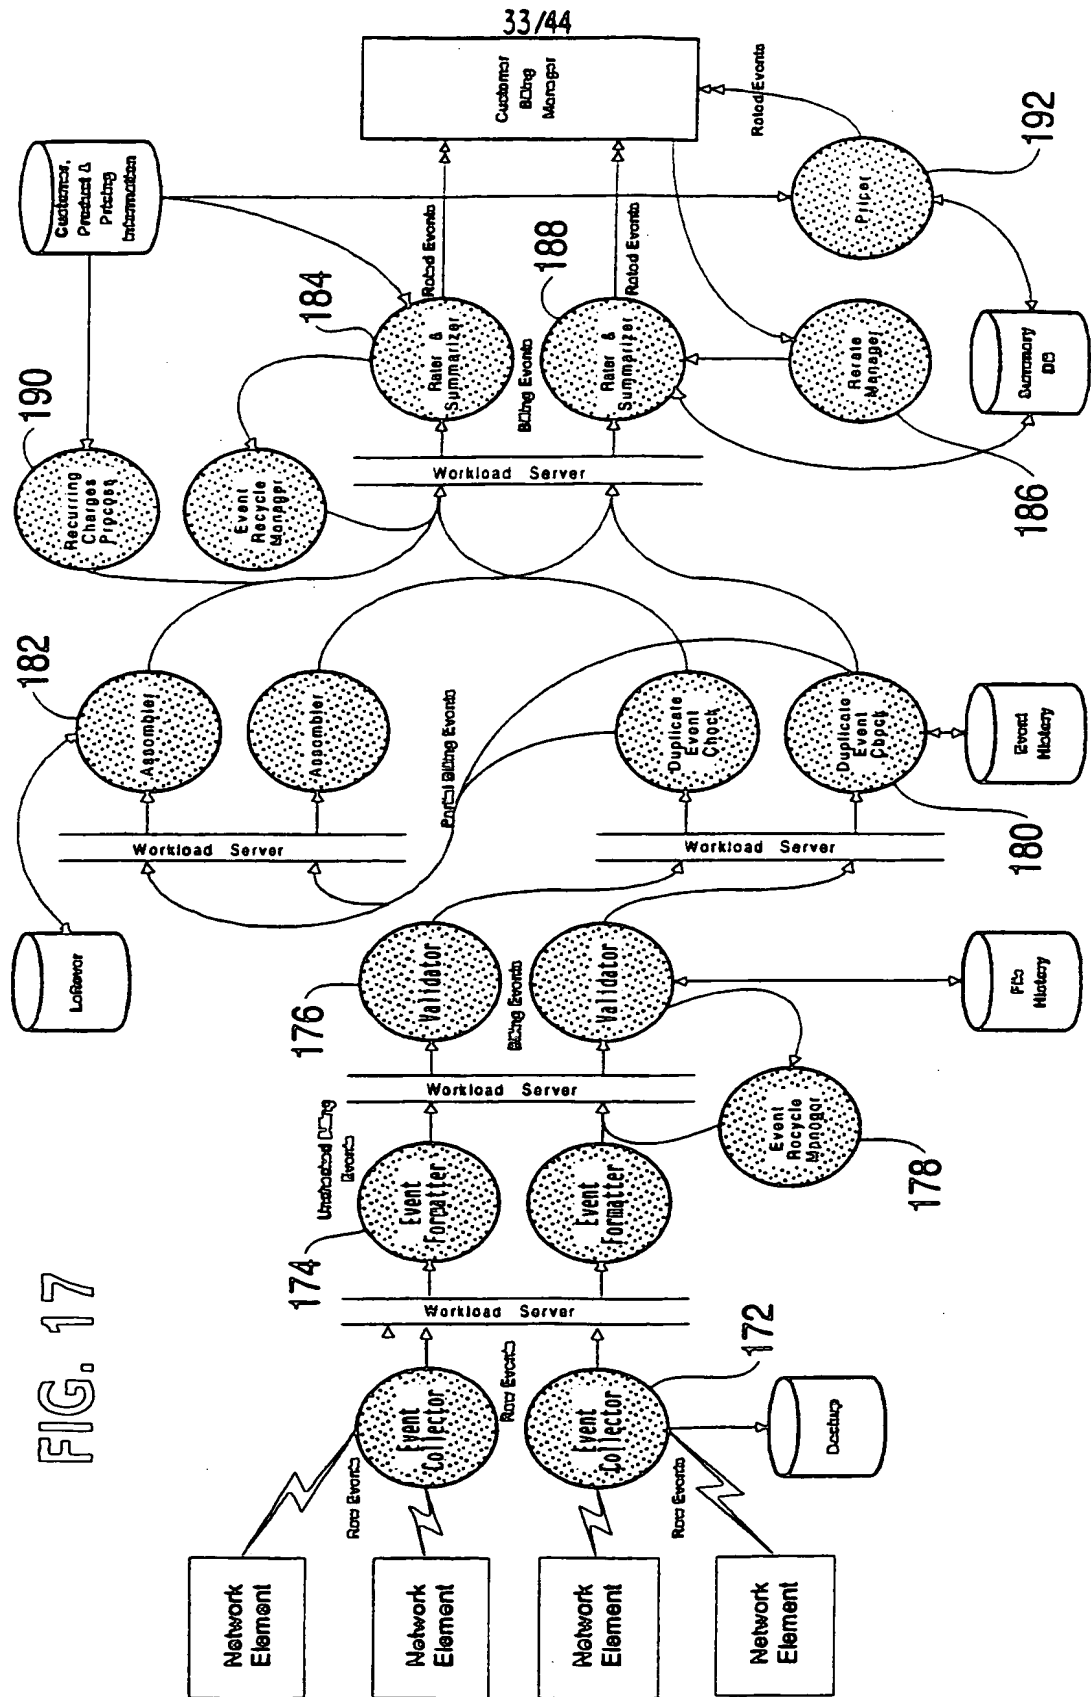 33/44
FIG. 17
Network
Element
Network
Element
Network
Element
Network
Element
Raw Events
Raw Events
Event
Collector
Event
Collector
Raw Events
172
Workload Server
174
Event
Formatter
Event
Formatter
Events
Workload Server
176
Validator
Validator
Billing Events
Event
Recycle
Manager
178
File
History
Workload Server
Workload Server
182
Assembler
Assembler
Partial Billing Events
Duplicate
Event
Check
Duplicate
Event
Check
180
Event
History
190
Recurring
Charges
Process
Event
Recycle
Manager
Workload Server
184
Rater &
Summarizer
Billing Events
188
Rater &
Summarizer
Rated Events
Rated Events
Rerate
Manager
186
Summary
DB
Customer,
Product &
Pricing
Information
Customer
Billing
Manager
Rated Events
Pricer
192